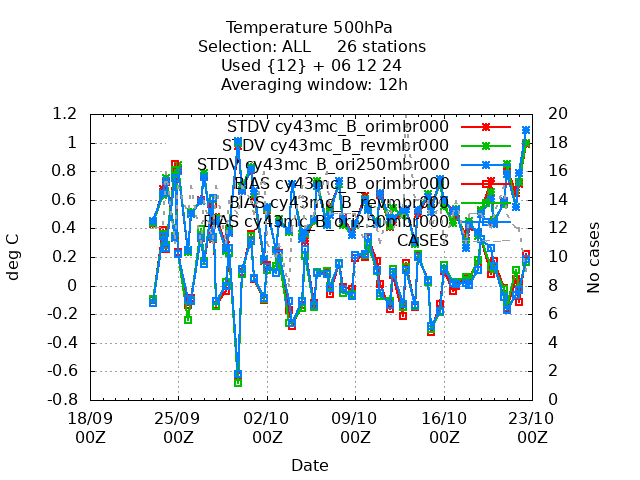 Temperature 500hPa
Selection: ALL 26 stations
Used {12} + 06 12 24
Averaging window: 12h
STDV cy43mc_B_orimbr000
STDV cy43mc_B_revmbr000
STDV cy43mc_B_ori250mbr000
BIAS cy43mc_B_orimbr000
BIAS cy43mc_B_revmbr000
BIAS cy43mc_B_ori250mbr000
CASES
1.2
1
0.8
0.6
0.4
0.2
0
-0.2
-0.4
-0.6
-0.8
deg C
20
18
16
14
12
10
8
6
4
2
0
No cases
18/09 25/09 02/10 09/10 16/10 23/10
00Z 00Z 00Z 00Z 00Z 00Z
Date